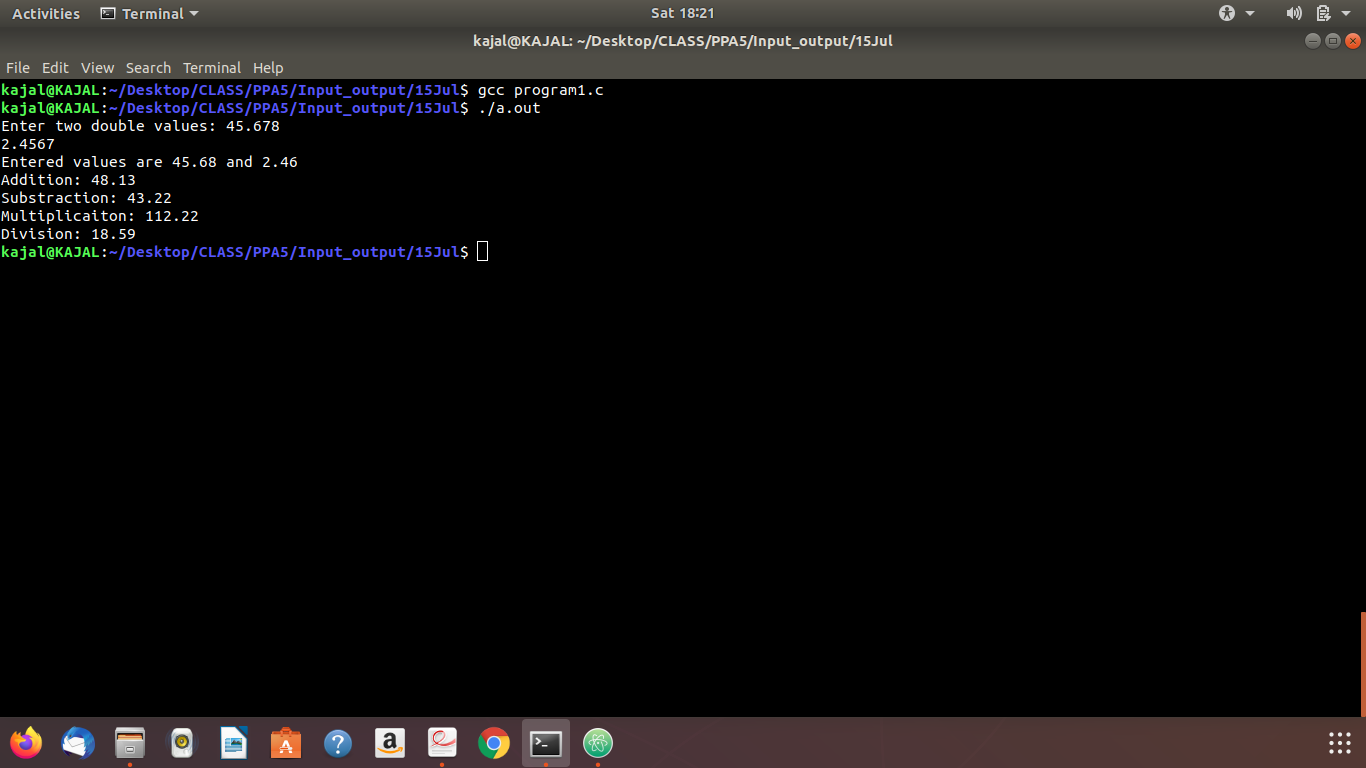 Activities Terminal Sat 18:21
kajal@KAJAL: ~/Desktop/CLASS/PPA5/Input_output/15Jul
File Edit View Search Terminal Help
kajal@KAJAL:~/Desktop/CLASS/PPA5/Input_output/15Jul$ gcc program1.c
kajal@KAJAL:~/Desktop/CLASS/PPA5/Input_output/15Jul$ ./a.out
Enter two double values: 45.678
2.4567
Entered values are 45.68 and 2.46
Addition: 48.13
Substraction: 43.22
Multiplicaiton: 112.22
Division: 18.59
kajal@KAJAL:~/Desktop/CLASS/PPA5/Input_output/15Jul$